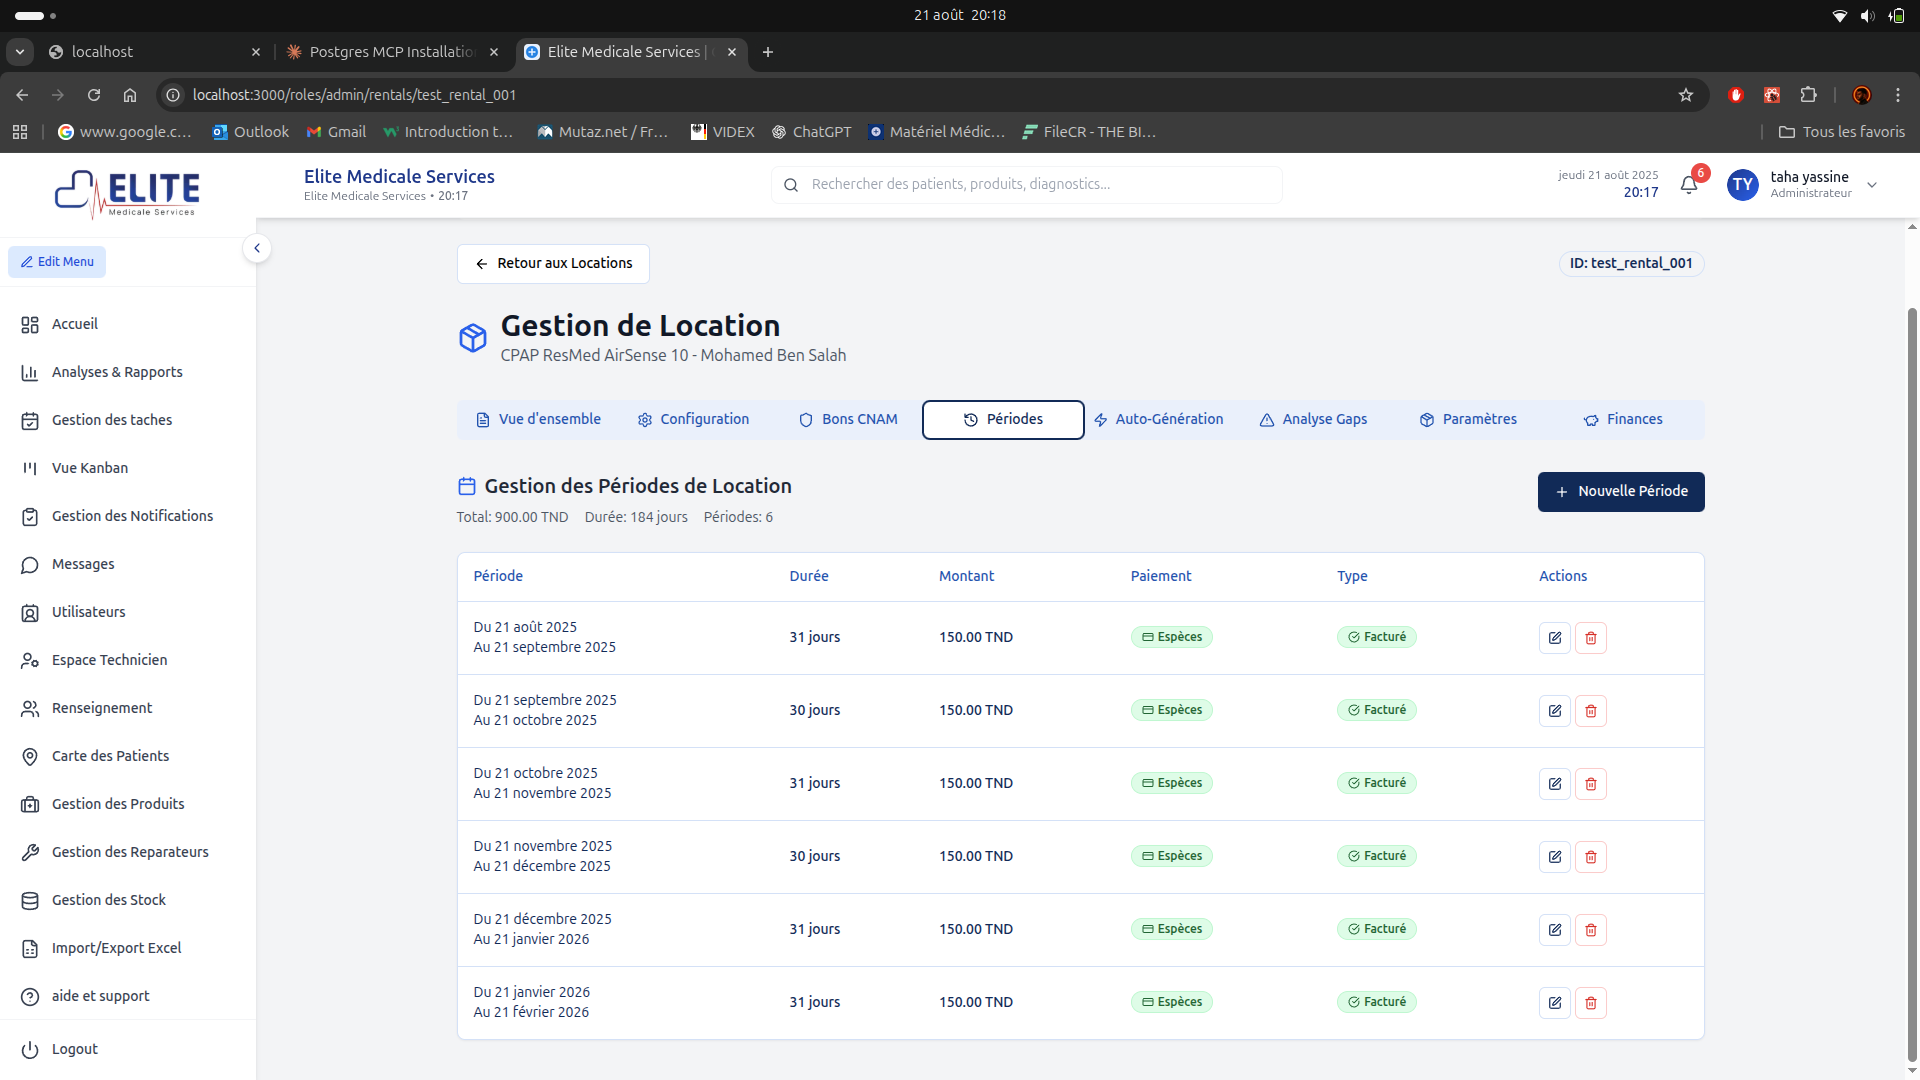 21 août 20:18
localhost
Postgres MCP Installatio
Elite Medicale Services |
localhost:3000/roles/admin/rentals/test_rental_001
www.google.c...
Outlook
Gmail
Introduction t...
Mutaz.net / Fr...
VIDEX
ChatGPT
Matériel Médic...
FileCR - THE BI...
Tous les favoris
ELITE
Medicale Services
Elite Medicale Services
Elite Medicale Services • 20:17
Rechercher des patients, produits, diagnostics...
jeudi 21 août 2025
20:17
6
TY
taha yassine
Administrateur
Edit Menu
Accueil
Analyses & Rapports
Gestion des taches
Vue Kanban
Gestion des Notifications
Messages
Utilisateurs
Espace Technicien
Renseignement
Carte des Patients
Gestion des Produits
Gestion des Reparateurs
Gestion des Stock
Import/Export Excel
aide et support
Logout
Retour aux Locations
ID: test_rental_001
Gestion de Location
CPAP ResMed AirSense 10 - Mohamed Ben Salah
Vue d'ensemble
Configuration
Bons CNAM
Périodes
Auto-Génération
Analyse Gaps
Paramètres
Finances
Gestion des Périodes de Location
Total: 900.00 TND Durée: 184 jours Périodes: 6
+ Nouvelle Période
Période Durée Montant Paiement Type Actions
Du 21 août 2025
Au 21 septembre 2025
31 jours 150.00 TND Espèces Facturé
Du 21 septembre 2025
Au 21 octobre 2025
30 jours 150.00 TND Espèces Facturé
Du 21 octobre 2025
Au 21 novembre 2025
31 jours 150.00 TND Espèces Facturé
Du 21 novembre 2025
Au 21 décembre 2025
30 jours 150.00 TND Espèces Facturé
Du 21 décembre 2025
Au 21 janvier 2026
31 jours 150.00 TND Espèces Facturé
Du 21 janvier 2026
Au 21 février 2026
31 jours 150.00 TND Espèces Facturé